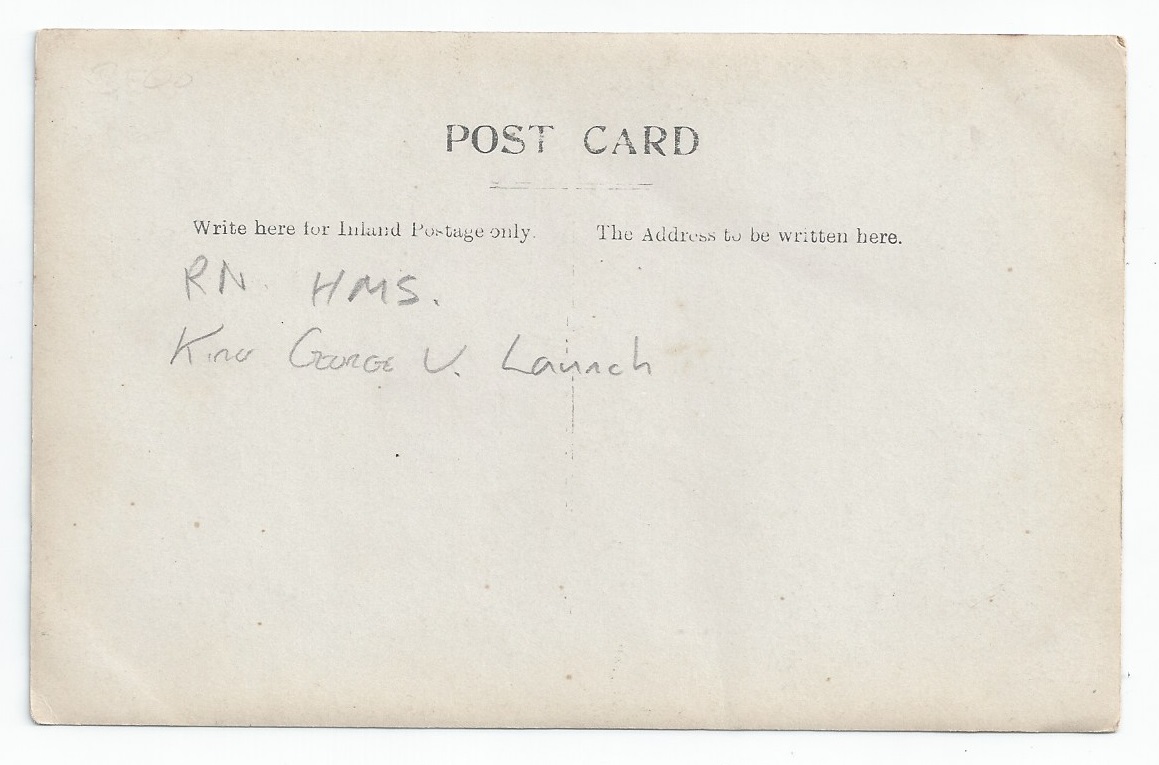 POST CARD
Write here for Inland Postage only.
The Address to be written here.
RN. HMS.
King George V. Launch